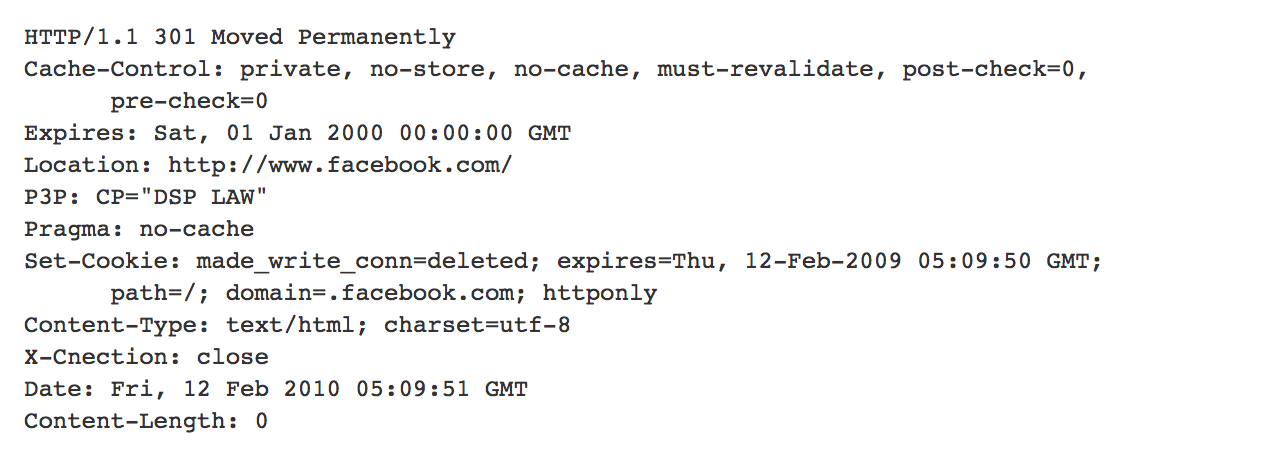 HTTP/1.1 301 Moved Permanently
Cache-Control: private, no-store, no-cache, must-revalidate, post-check=0,
pre-check=0
Expires: Sat, 01 Jan 2000 00:00:00 GMT
Location: http://www.facebook.com/
P3P: CP="DSP LAW"
Pragma: no-cache
Set-Cookie: made_write_conn=deleted; expires=Thu, 12-Feb-2009 05:09:50 GMT;
path=/; domain=.facebook.com; httponly
Content-Type: text/html; charset=utf-8
X-Cnection: close
Date: Fri, 12 Feb 2010 05:09:51 GMT
Content-Length: 0